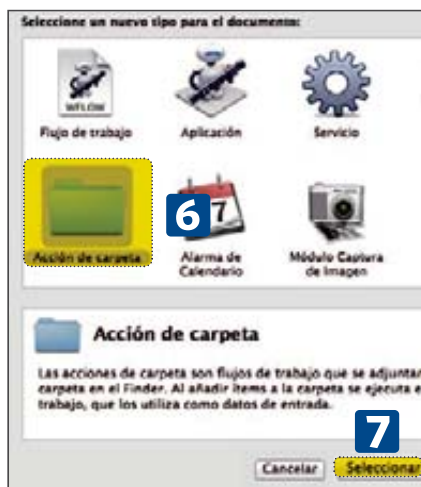 Seleccione un nuevo tipo para el documento:
WFLOW
Flujo de trabajo
Aplicación
Servicio
6
7
Acción de carpeta
Alarma de
Calendario
Módulo Captura
de Imagen
Acción de carpeta
Las acciones de carpeta son flujos de trabajo que se adjuntan
carpeta en el Finder. Al añadir ítems a la carpeta se ejecuta e
trabajo, que los utiliza como datos de entrada.
7
Cancelar
Seleccionar